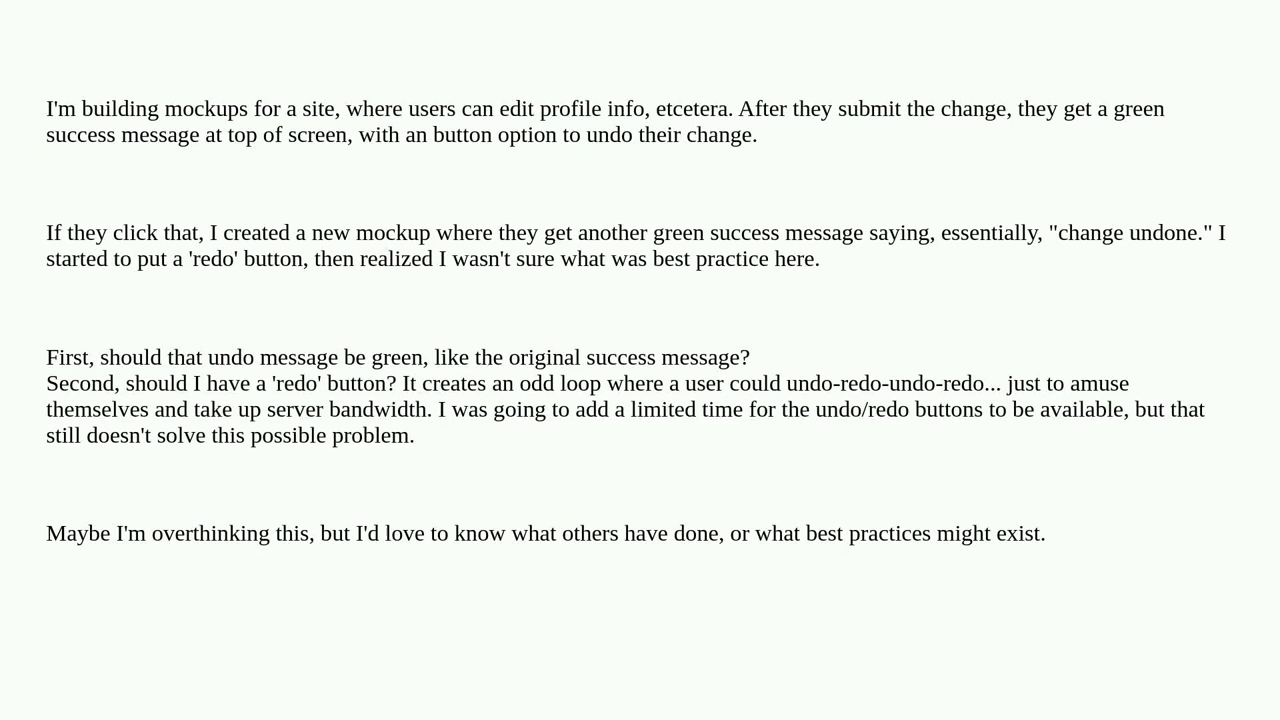 I'm building mockups for a site, where users can edit profile info, etcetera. After they submit the change, they get a green
success message at top of screen, with an button option to undo their change.
If they click that, I created a new mockup where they get another green success message saying, essentially, "change undone." I
started to put a 'redo' button, then realized I wasn't sure what was best practice here.
First, should that undo message be green, like the original success message?
Second, should I have a 'redo' button? It creates an odd loop where a user could undo-redo-undo-redo... just to amuse
themselves and take up server bandwidth. I was going to add a limited time for the undo/redo buttons to be available, but that
still doesn't solve this possible problem.
Maybe I'm overthinking this, but I'd love to know what others have done, or what best practices might exist.